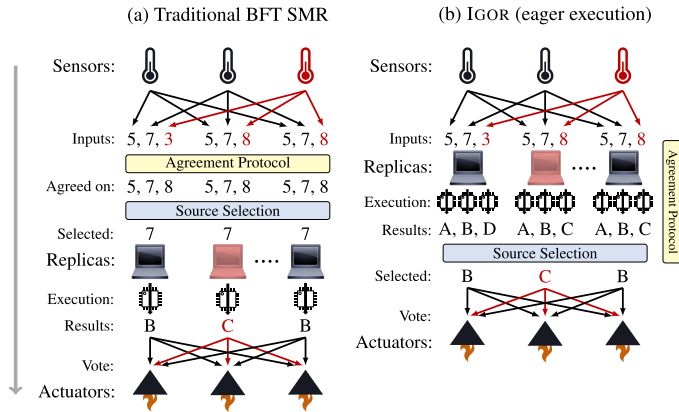 (a) Traditional BFT SMR
Sensors:
Inputs: 5, 7, 3 5, 7, 8 5, 7, 8
Agreement Protocol
Agreed on: 5, 7, 8 5, 7, 8 5, 7, 8
Source Selection
Selected: 7 7 7
Replicas: ....
Execution:
Results: B C B
Vote:
Actuators:
(b) IGOR (eager execution)
Sensors:
Inputs: 5, 7, 3 5, 7, 8 5, 7, 8
Replicas: ....
Execution:
Results: A, B, D A, B, C A, B, C
Source Selection
Selected: B C B
Vote:
Actuators:
Agreement Protocol